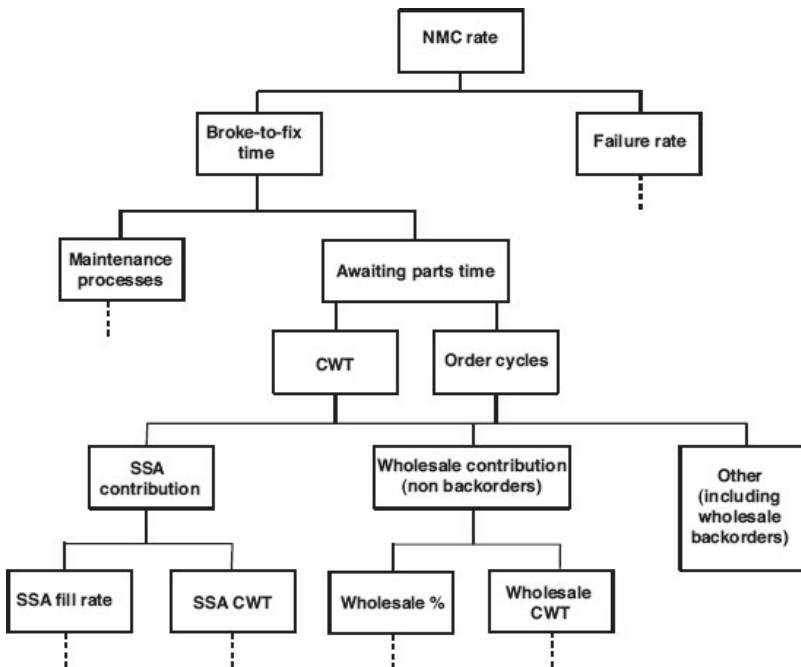 NMC rate
Broke-to-fix
time
Failure rate
Maintenance
processes
Awaiting parts time
CWT
Order cycles
SSA
contribution
Wholesale contribution
(non backorders)
Other
(including
wholesale
backorders)
SSA fill rate
SSA CWT
Wholesale %
Wholesale
CWT